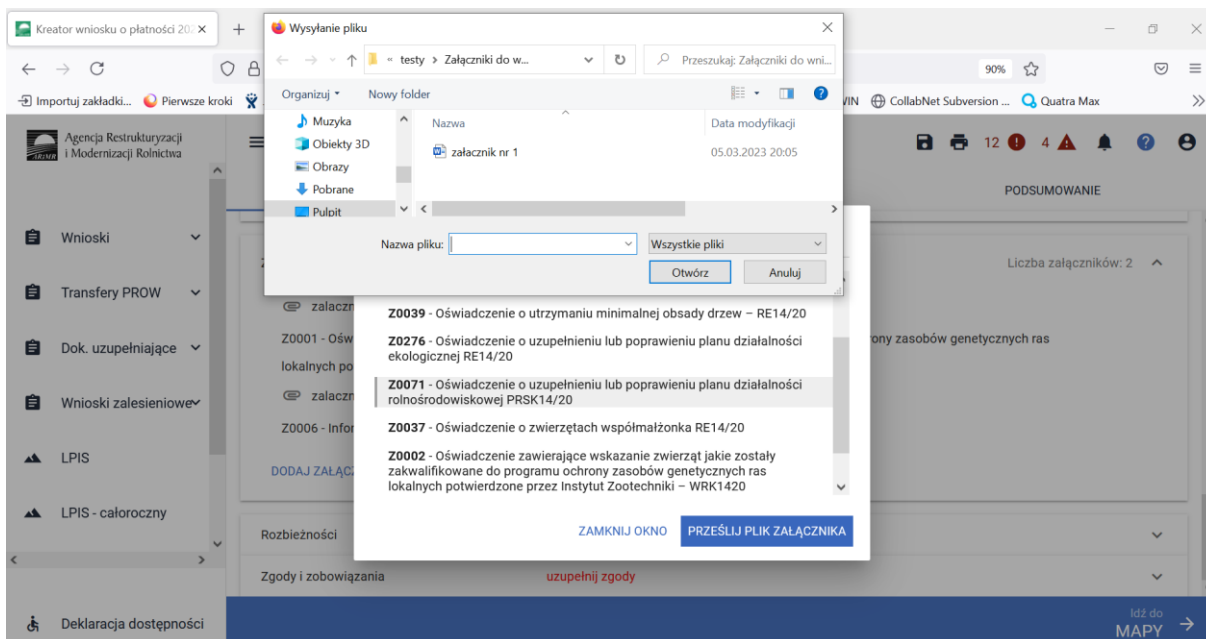 Kreator wniosku o płatności 202
Wysyłanie pliku
« testy › Załączniki do w...
Przeszukaj: Załączniki do wni...
90%
Importuj zakładki...
Pierwsze kroki
CollabNet Subversion ...
Quatra Max
Organizuj
Nowy folder
Muzyka
Obiekty 3D
Obrazy
Pobrane
Pulpit
Nazwa
Data modyfikacji
załacznik nr 1
05.03.2023 20:05
Nazwa pliku:
Wszystkie pliki
Otwórz
Anuluj
Agencja Restrukturyzacji
i Modernizacji Rolnictwa
ARiMR
12
4
PODSUMOWANIE
Wnioski
Transfery PROW
Dok. uzupełniające
Wnioski zalesieniowe
LPIS
LPIS - całoroczny
Deklaracja dostępności
Liczba załączników: 2
zalaczn
Z0001 - Ośw
ony zasobów genetycznych ras
lokalnych po
zalaczn
Z0006 - Infor
DODAJ ZAŁĄCZ
Z0039 - Oświadczenie o utrzymaniu minimalnej obsady drzew – RE14/20
Z0276 - Oświadczenie o uzupełnieniu lub poprawieniu planu działalności
ekologicznej RE14/20
Z0071 - Oświadczenie o uzupełnieniu lub poprawieniu planu działalności
rolnośrodowiskowej PRSK14/20
Z0037 - Oświadczenie o zwierzętach współmałżonka RE14/20
Z0002 - Oświadczenie zawierające wskazanie zwierząt jakie zostały
zakwalifikowane do programu ochrony zasobów genetycznych ras
lokalnych potwierdzone przez Instytut Zootechniki – WRK1420
ZAMKNIJ OKNO
PRZEŚLIJ PLIK ZAŁĄCZNIKA
Rozbieżności
Zgody i zobowiązania
uzupełnij zgody
Idź do
MAPY